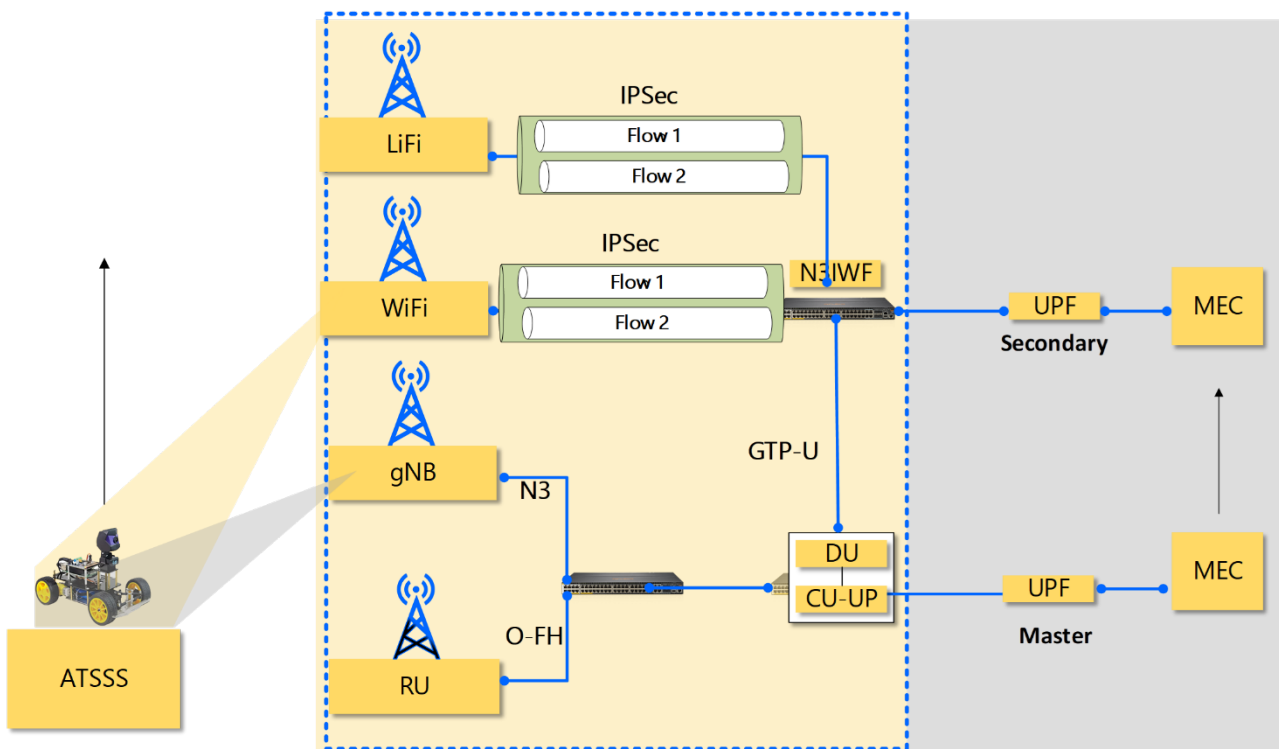 IPSec
Flow 1
LiFi
Flow 2
IPSec
N3IWF
Flow 1
WiFi
Flow 2
UPF
MEC
Secondary
GTP-U
gNB
N3
DU
MEC
CU-UP
UPF
O-FH
Master
ATSSS
RU